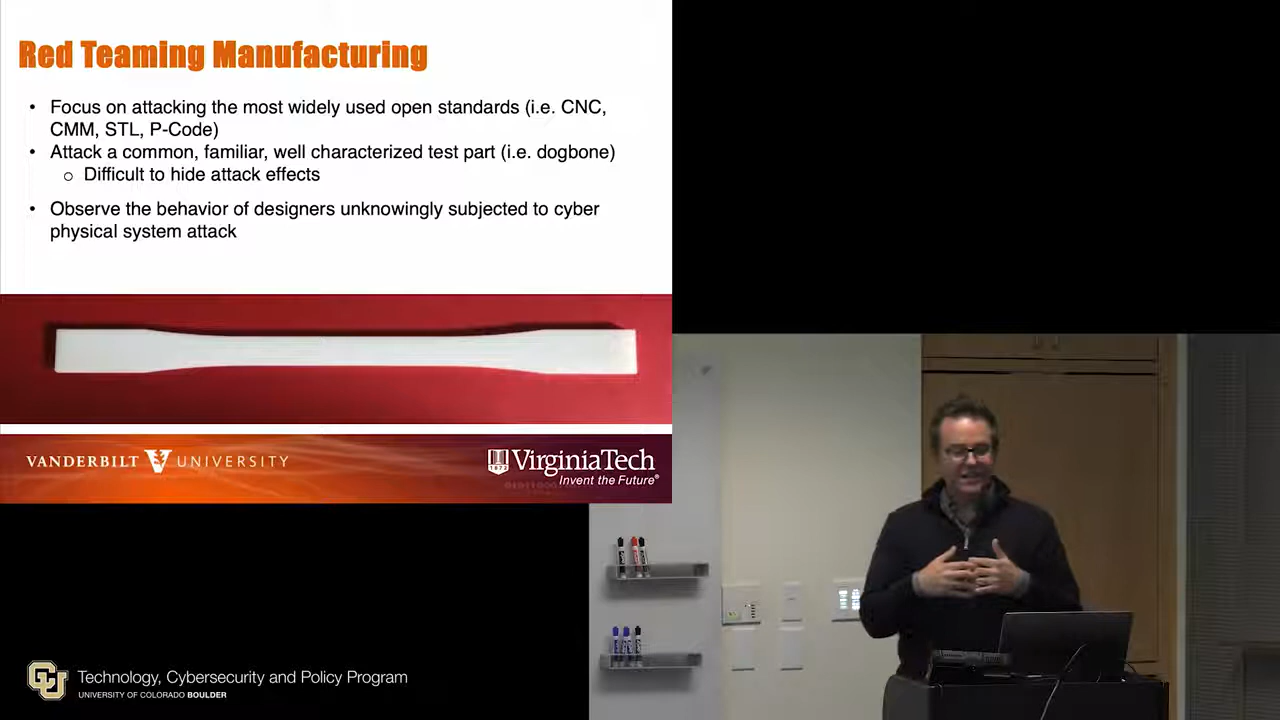 Red Teaming Manufacturing
• Focus on attacking the most widely used open standards (i.e. CNC,
CMM, STL, P-Code)
• Attack a common, familiar, well characterized test part (i.e. dogbone)
o Difficult to hide attack effects
• Observe the behavior of designers unknowingly subjected to cyber
physical system attack
VANDERBILT V UNIVERSITY
1872 VirginiaTech
Invent the Future®
CU Technology, Cybersecurity and Policy Program
UNIVERSITY OF COLORADO BOULDER